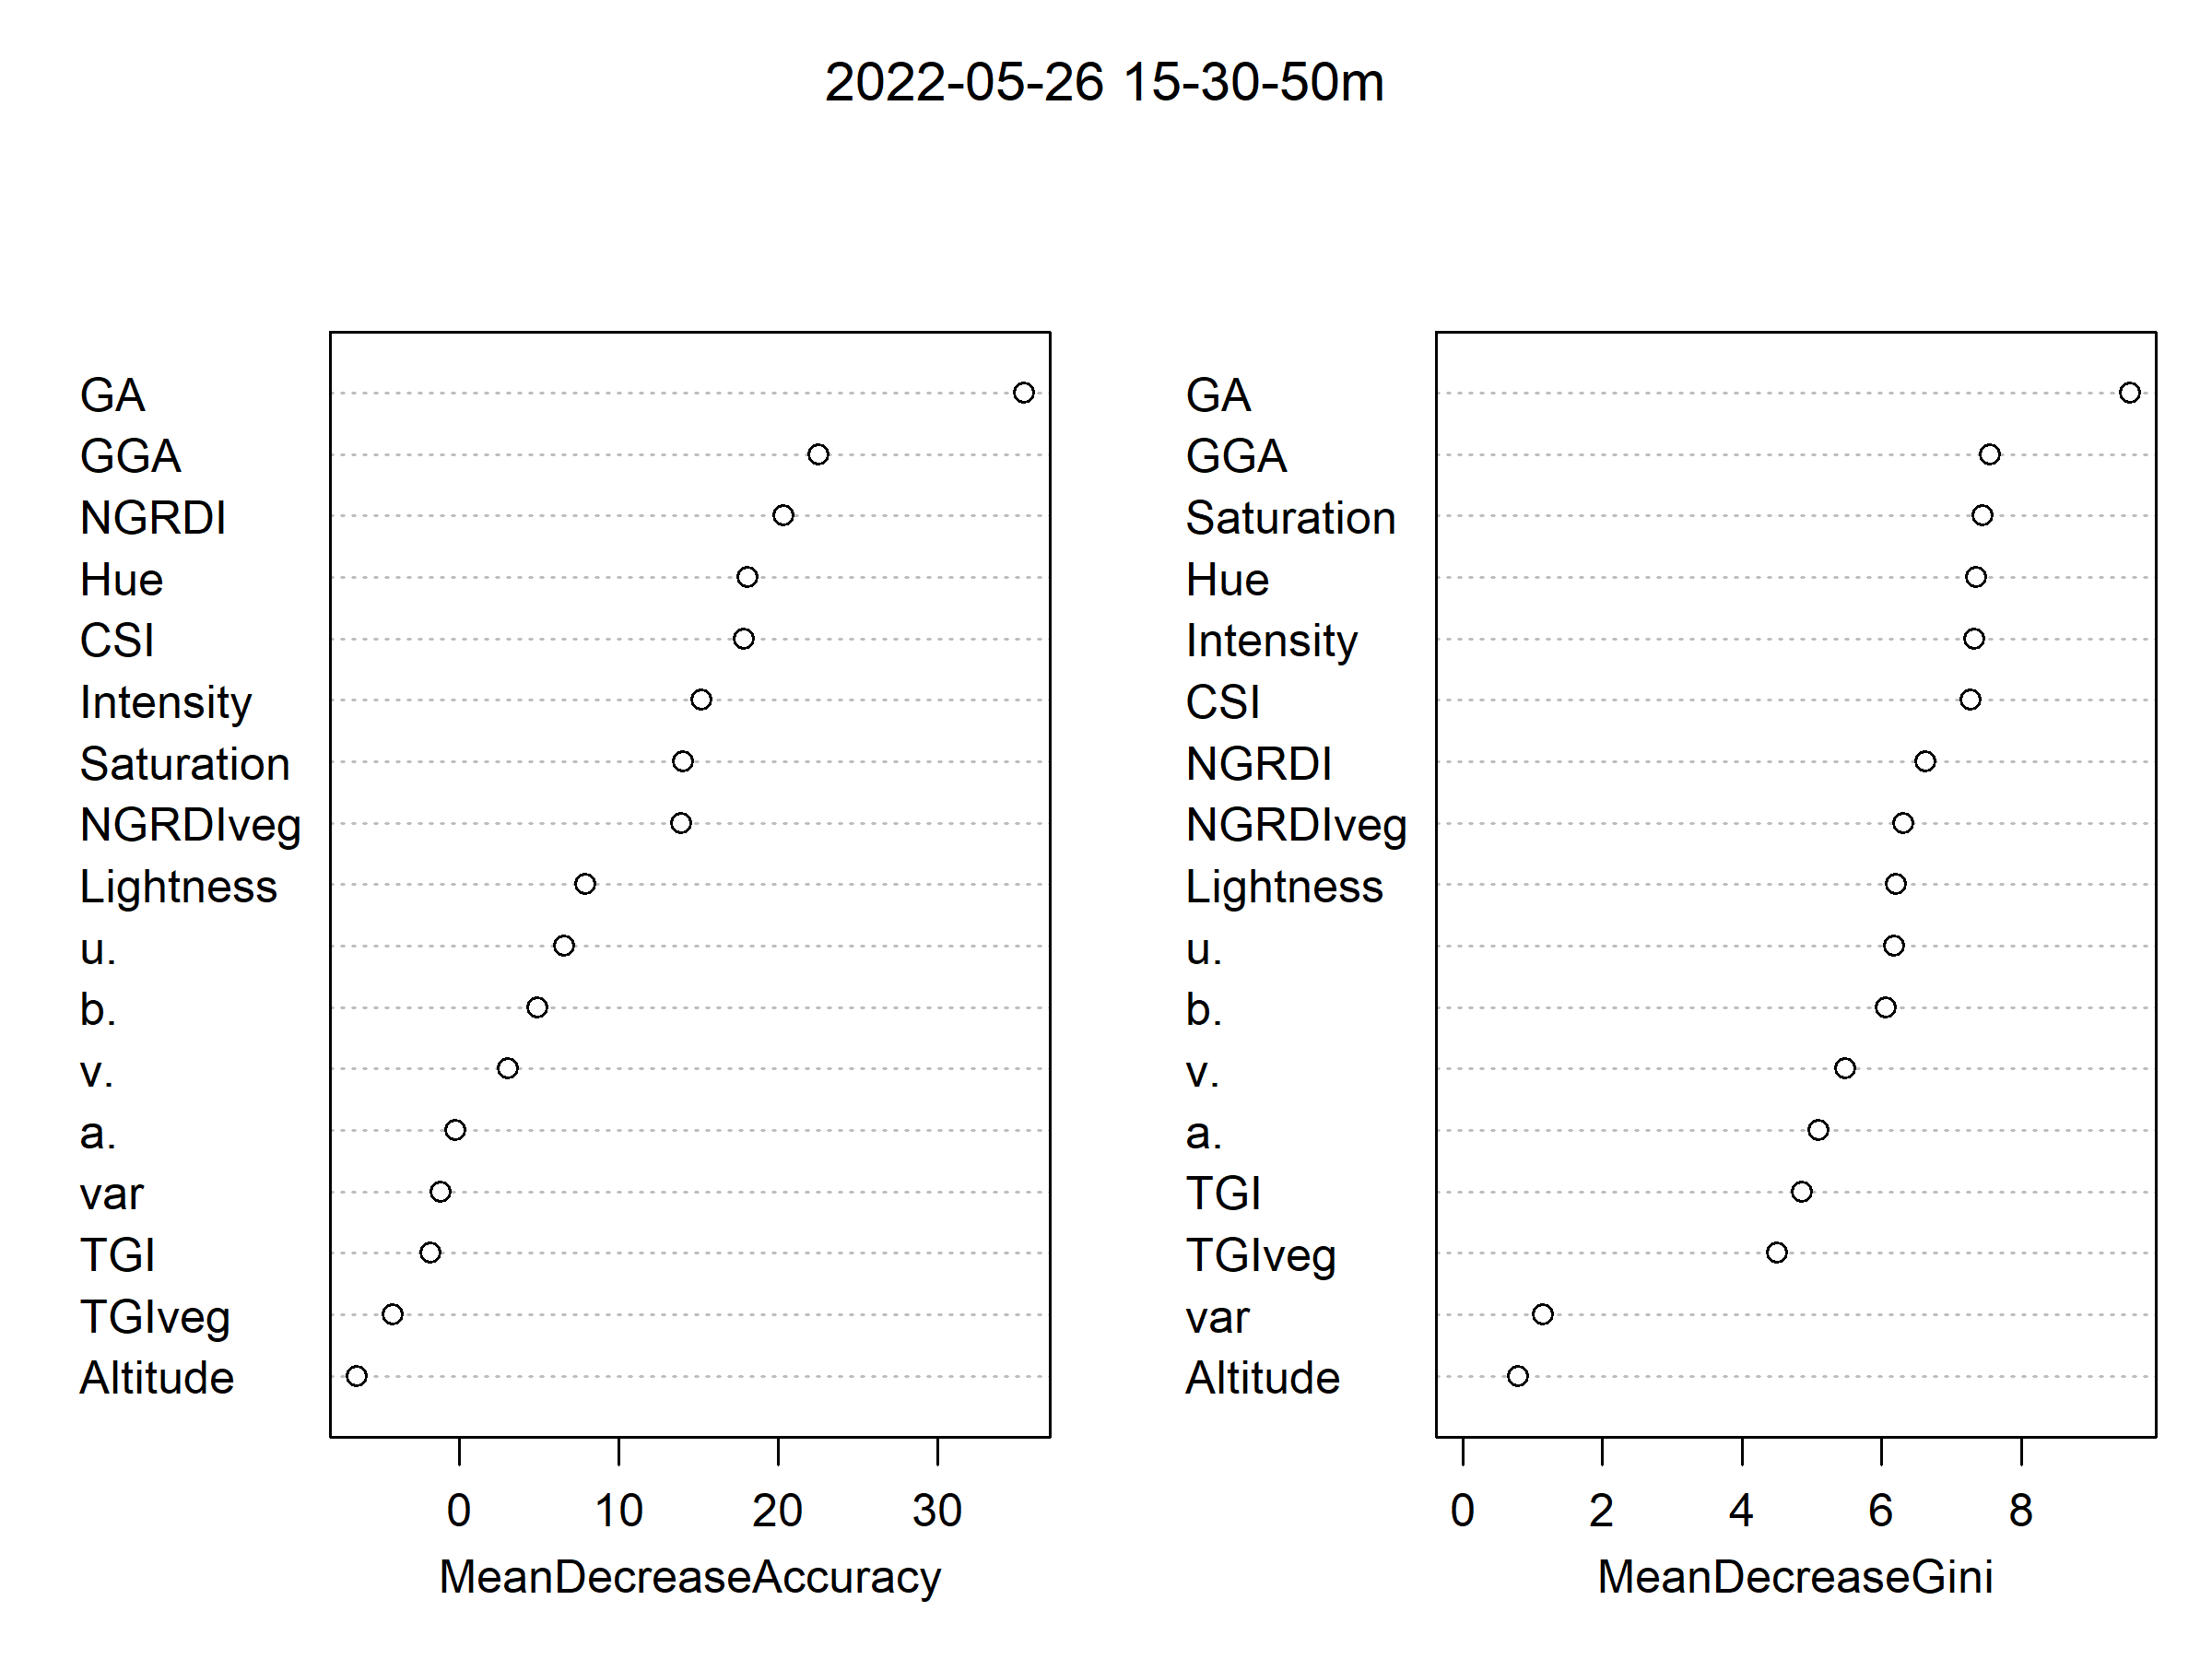 2022-05-26 15-30-50m
GA
GGA
NGRDI
Hue
CSI
Intensity
Saturation
NGRDIveg
Lightness
u.
b.
v.
a.
var
TGI
TGIveg
Altitude
0 10 20 30
MeanDecreaseAccuracy
GA
GGA
Saturation
Hue
Intensity
CSI
NGRDI
NGRDIveg
Lightness
u.
b.
v.
a.
TGI
TGIveg
var
Altitude
0 2 4 6 8
MeanDecreaseGini